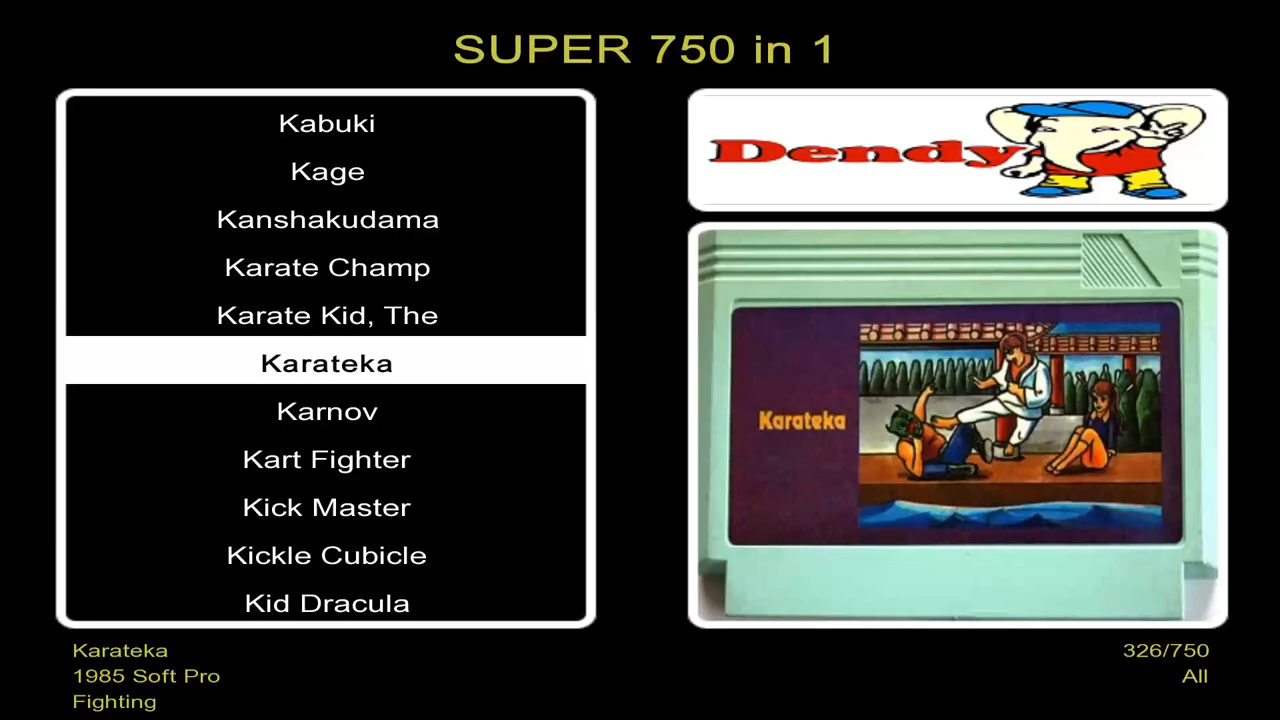 SUPER 750 in 1
Kabuki
Kage
Kanshakudama
Karate Champ
Karate Kid, The
Karateka
Karnov
Kart Fighter
Kick Master
Kickle Cubicle
Kid Dracula
Dendy
Karateka
Karateka
1985 Soft Pro
Fighting
326/750
All